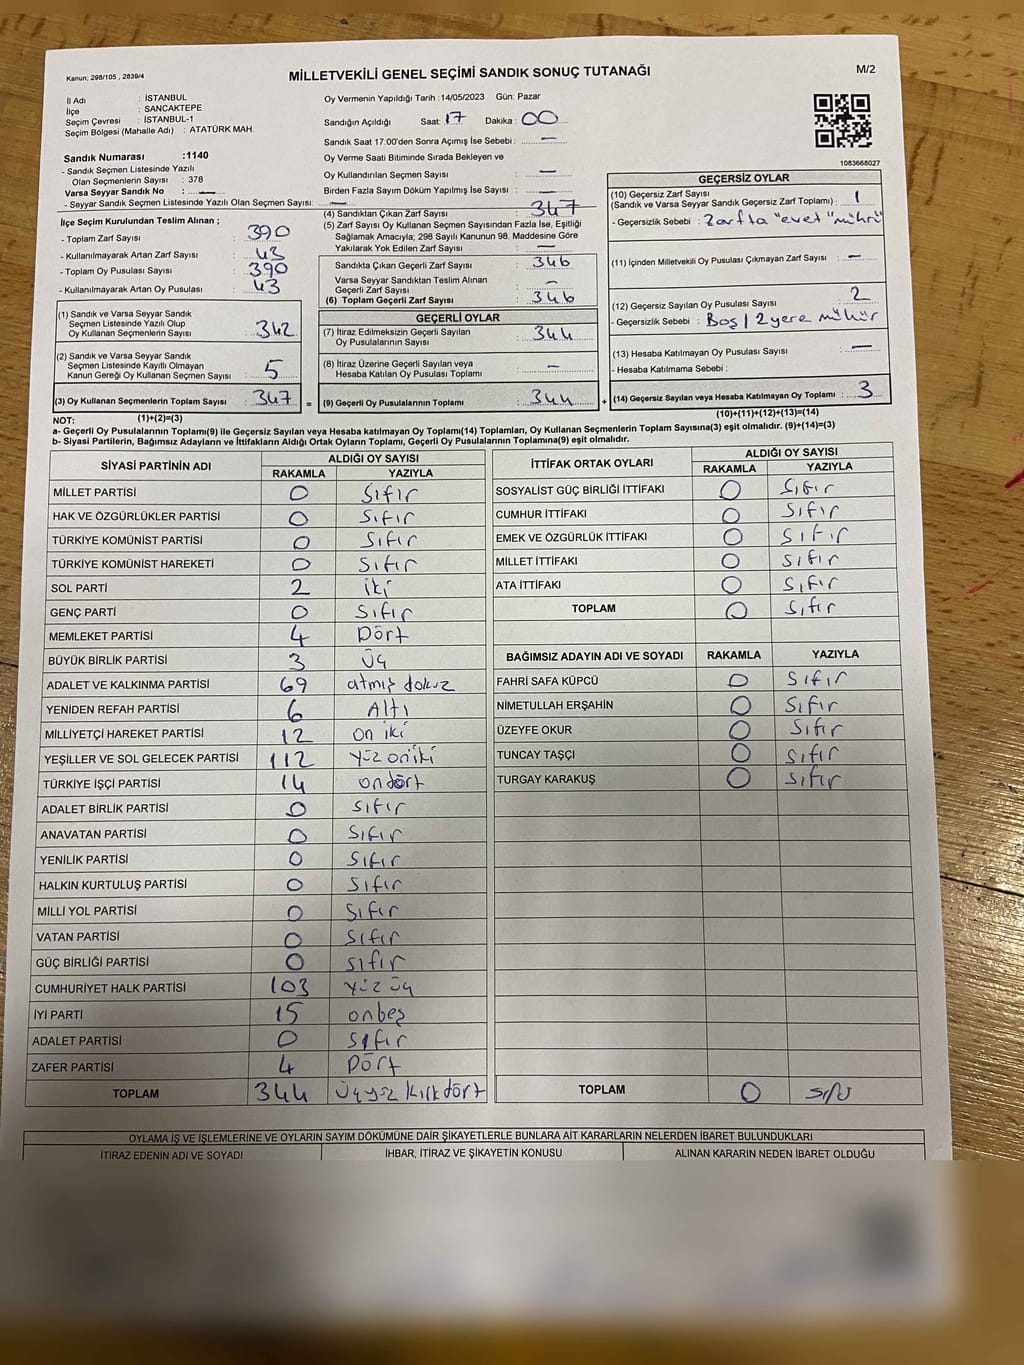 Kanun; 298/105 , 2839/4
MİLLETVEKİLİ GENEL SEÇİMİ SANDIK SONUÇ TUTANAĞI
M/2
İl Adı : İSTANBUL
İlçe : SANCAKTEPE
Seçim Çevresi : İSTANBUL-1
Seçim Bölgesi (Mahalle Adı) : ATATÜRK MAH.
Sandık Numarası :1140
- Sandık Seçmen Listesinde Yazılı
Olan Seçmenlerin Sayısı : 378
Varsa Seyyar Sandık No : —
- Seyyar Sandık Seçmen Listesinde Yazılı Olan Seçmen Sayısı: —
Oy Vermenin Yapıldığı Tarih :14/05/2023 Gün: Pazar
Sandığın Açıldığı Saat: 17 Dakika : 00
Sandık Saat 17.00'den Sonra Açımış İse Sebebi : —
Oy Verme Saati Bitiminde Sırada Bekleyen ve
Oy Kullandırılan Seçmen Sayısı : —
Birden Fazla Sayım Döküm Yapılmış İse Sayısı : —
1083668027
İlçe Seçim Kurulundan Teslim Alınan ;
- Toplam Zarf Sayısı : 390
- Kullanılmayarak Artan Zarf Sayısı : 43
- Toplam Oy Pusulası Sayısı : 390
- Kullanılmayarak Artan Oy Pusulası : 43
(1) Sandık ve Varsa Seyyar Sandık
Seçmen Listesinde Yazılı Olup
Oy Kullanan Seçmenlerin Sayısı : 342
(2) Sandık ve Varsa Seyyar Sandık
Seçmen Listesinde Kayıtlı Olmayan
Kanun Gereği Oy Kullanan Seçmen Sayısı : 5
(3) Oy Kullanan Seçmenlerin Toplam Sayısı : 347
(1)+(2)=(3)
(4) Sandıktan Çıkan Zarf Sayısı : 347
(5) Zarf Sayısı Oy Kullanan Seçmen Sayısından Fazla İse, Eşitliği
Sağlamak Amacıyla; 298 Sayılı Kanunun 98. Maddesine Göre
Yakılarak Yok Edilen Zarf Sayısı : —
Sandıkta Çıkan Geçerli Zarf Sayısı : 346
Varsa Seyyar Sandıktan Teslim Alınan
Geçerli Zarf Sayısı : —
(6) Toplam Geçerli Zarf Sayısı : 346
GEÇERLİ OYLAR
(7) İtiraz Edilmeksizin Geçerli Sayılan
Oy Pusulalarının Sayısı : 344
(8) İtiraz Üzerine Geçerli Sayılan veya
Hesaba Katılan Oy Pusulası Toplamı : —
= (9) Geçerli Oy Pusulalarının Toplamı : 344
GEÇERSİZ OYLAR
(10) Geçersiz Zarf Sayısı
(Sandık ve Varsa Seyyar Sandık Geçersiz Zarf Toplamı) : 1
- Geçersizlik Sebebi : Zarfta "evet" mührü
(11) İçinden Milletvekili Oy Pusulası Çıkmayan Zarf Sayısı : —
(12) Geçersiz Sayılan Oy Pusulası Sayısı : 2
- Geçersizlik Sebebi : Boş / 2 yere mühür
(13) Hesaba Katılmayan Oy Pusulası Sayısı : —
- Hesaba Katılmama Sebebi :
+ (14) Geçersiz Sayılan veya Hesaba Katılmayan Oy Toplamı : 3
(10)+(11)+(12)+(13)=(14)
NOT:
a- Geçerli Oy Pusulalarının Toplamı(9) ile Geçersiz Sayılan veya Hesaba katılmayan Oy Toplamı(14) Toplamları, Oy Kullanan Seçmenlerin Toplam Sayısına(3) eşit olmalıdır. (9)+(14)=(3)
b- Siyasi Partilerin, Bağımsız Adayların ve İttifakların Aldığı Ortak Oyların Toplamı, Geçerli Oy Pusulalarının Toplamına(9) eşit olmalıdır.
SİYASİ PARTİNİN ADI ALDIĞI OY SAYISI
RAKAMLA YAZIYLA
MİLLET PARTİSİ 0 Sıfır
HAK VE ÖZGÜRLÜKLER PARTİSİ 0 Sıfır
TÜRKİYE KOMÜNİST PARTİSİ 0 Sıfır
TÜRKİYE KOMÜNİST HAREKETİ 0 Sıfır
SOL PARTİ 2 iki
GENÇ PARTİ 0 Sıfır
MEMLEKET PARTİSİ 4 Dört
BÜYÜK BİRLİK PARTİSİ 3 Üç
ADALET VE KALKINMA PARTİSİ 69 atmış dokuz
YENİDEN REFAH PARTİSİ 6 Altı
MİLLİYETÇİ HAREKET PARTİSİ 12 on iki
YEŞİLLER VE SOL GELECEK PARTİSİ 112 yüz oniki
TÜRKİYE İŞÇİ PARTİSİ 14 ondört
ADALET BİRLİK PARTİSİ 0 Sıfır
ANAVATAN PARTİSİ 0 Sıfır
YENİLİK PARTİSİ 0 Sıfır
HALKIN KURTULUŞ PARTİSİ 0 Sıfır
MİLLİ YOL PARTİSİ 0 Sıfır
VATAN PARTİSİ 0 Sıfır
GÜÇ BİRLİĞİ PARTİSİ 0 sıfır
CUMHURİYET HALK PARTİSİ 103 yüz üç
İYİ PARTİ 15 onbeş
ADALET PARTİSİ 0 Sıfır
ZAFER PARTİSİ 4 Dört
TOPLAM 344 Üçyüz kırkdört
İTTİFAK ORTAK OYLARI ALDIĞI OY SAYISI
RAKAMLA YAZIYLA
SOSYALİST GÜÇ BİRLİĞİ İTTİFAKI 0 Sıfır
CUMHUR İTTİFAKI 0 Sıfır
EMEK VE ÖZGÜRLÜK İTTİFAKI 0 Sıfır
MİLLET İTTİFAKI 0 Sıfır
ATA İTTİFAKI 0 Sıfır
TOPLAM 0 Sıfır
BAĞIMSIZ ADAYIN ADI VE SOYADI RAKAMLA YAZIYLA
FAHRİ SAFA KÜPCÜ 0 Sıfır
NİMETULLAH ERŞAHİN 0 Sıfır
ÜZEYFE OKUR 0 Sıfır
TUNCAY TAŞÇI 0 Sıfır
TURGAY KARAKUŞ 0 Sıfır
TOPLAM 0
OYLAMA İŞ VE İŞLEMLERİNE VE OYLARIN SAYIM DÖKÜMÜNE DAİR ŞİKAYETLERLE BUNLARA AİT KARARLARIN NELERDEN İBARET BULUNDUKLARI
İTİRAZ EDENİN ADI VE SOYADI İHBAR, İTİRAZ VE ŞİKAYETİN KONUSU ALINAN KARARIN NEDEN İBARET OLDUĞU